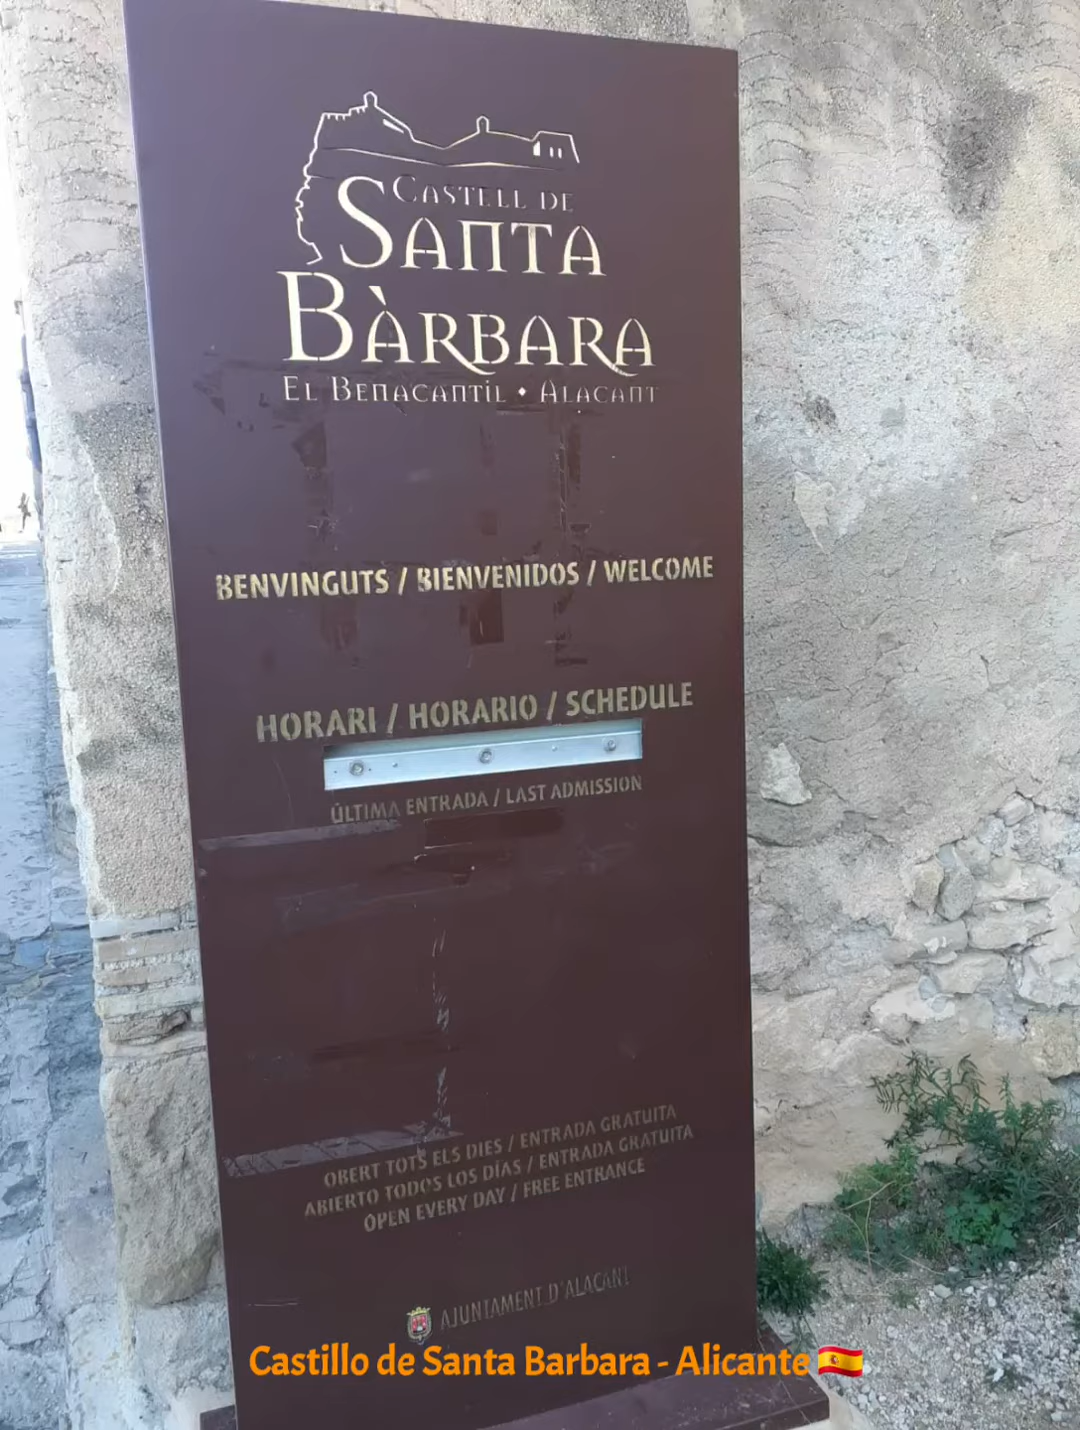 CASTELL DE
SANTA
BÀRBARA
EL BENACANTIL • ALACANT
BENVINGUTS / BIENVENIDOS / WELCOME
HORARI / HORARIO / SCHEDULE
ÚLTIMA ENTRADA / LAST ADMISSION
OBERT TOTS ELS DIES / ENTRADA GRATUITA
ABIERTO TODOS LOS DÍAS / ENTRADA GRATUITA
OPEN EVERY DAY / FREE ENTRANCE
AJUNTAMENT D'ALACANT
Castillo de Santa Barbara - Alicante 🇪🇸